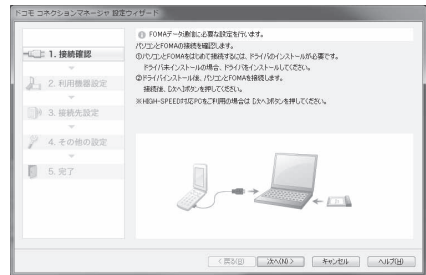 ドコモ コネクションマネージャ 設定ウィザード
1. 接続確認
2. 利用機器設定
3. 接続先設定
4. その他の設定
5. 完了
FOMAデータ通信に必要な設定を行います。
パソコンとFOMAの接続を確認します。
①パソコンとFOMAをはじめて接続するには、ドライバのインストールが必要です。
ドライバ未インストールの場合、ドライバをインストールしてください。
②ドライバインストール後、パソコンとFOMAを接続します。
接続後、[次へ]ボタンを押してください。
※HIGH-SPEED対応PCをご利用の場合は [次へ]ボタンを押してください。
< 戻る(B)
次へ(N) >
キャンセル
ヘルプ(H)